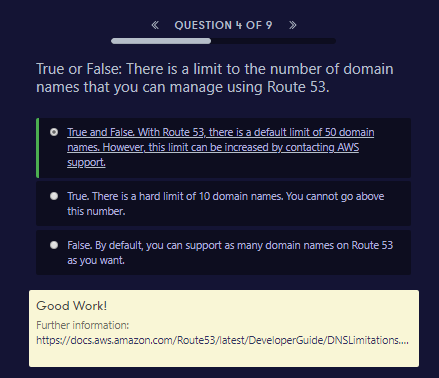 « QUESTION 4 OF 9 »
True or False: There is a limit to the number of domain
names that you can manage using Route 53.
True and False. With Route 53, there is a default limit of 50 domain
names. However, this limit can be increased by contacting AWS
support.
True. There is a hard limit of 10 domain names. You cannot go above
this number.
False. By default, you can support as many domain names on Route 53
as you want.
Good Work!
Further information:
https://docs.aws.amazon.com/Route53/latest/DeveloperGuide/DNSLimitations....